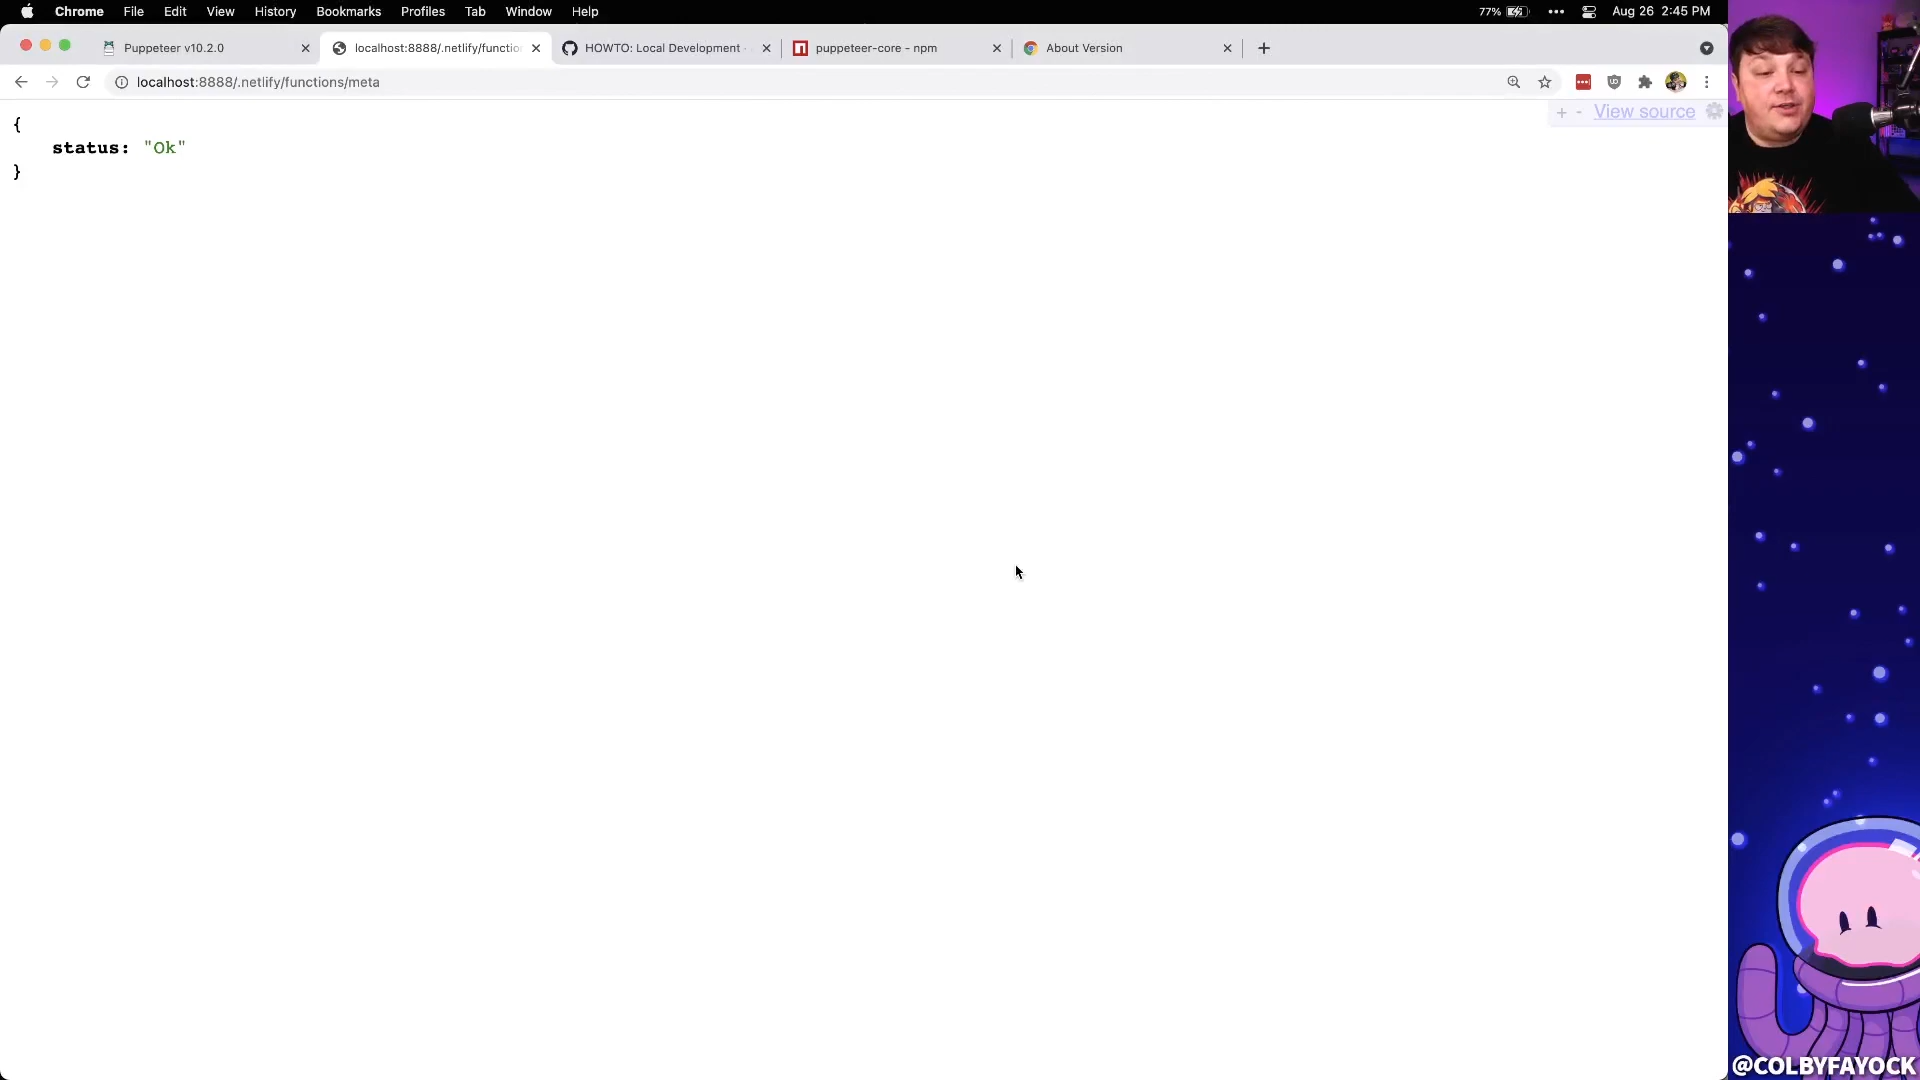 Chrome File Edit View History Bookmarks Profiles Tab Window Help 77% Aug 26 2:45 PM
Puppeteer v10.2.0 localhost:8888/.netlify/functio HOWTO: Local Development puppeteer-core - npm About Version
localhost:8888/.netlify/functions/meta
+ - View source
{
status: "Ok"
}
@COLBYFAYOCK